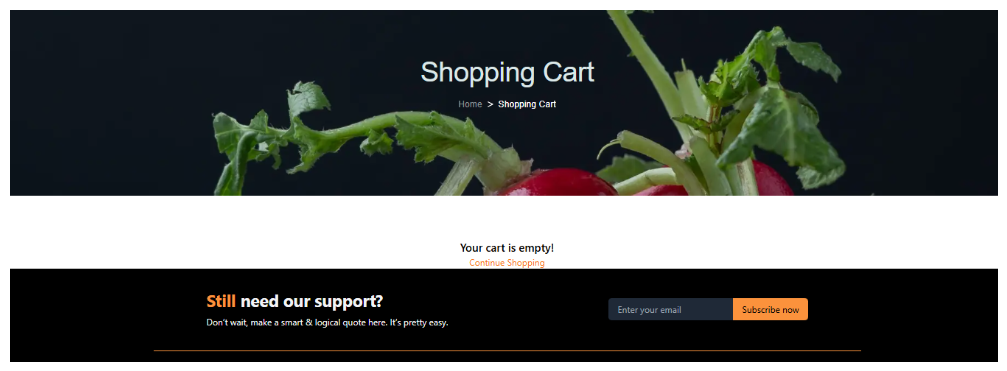 Shopping Cart
Home > Shopping Cart
Your cart is empty!
Continue Shopping
Still need our support?
Don't wait, make a smart & logical quote here. It's pretty easy.
Enter your email
Subscribe now